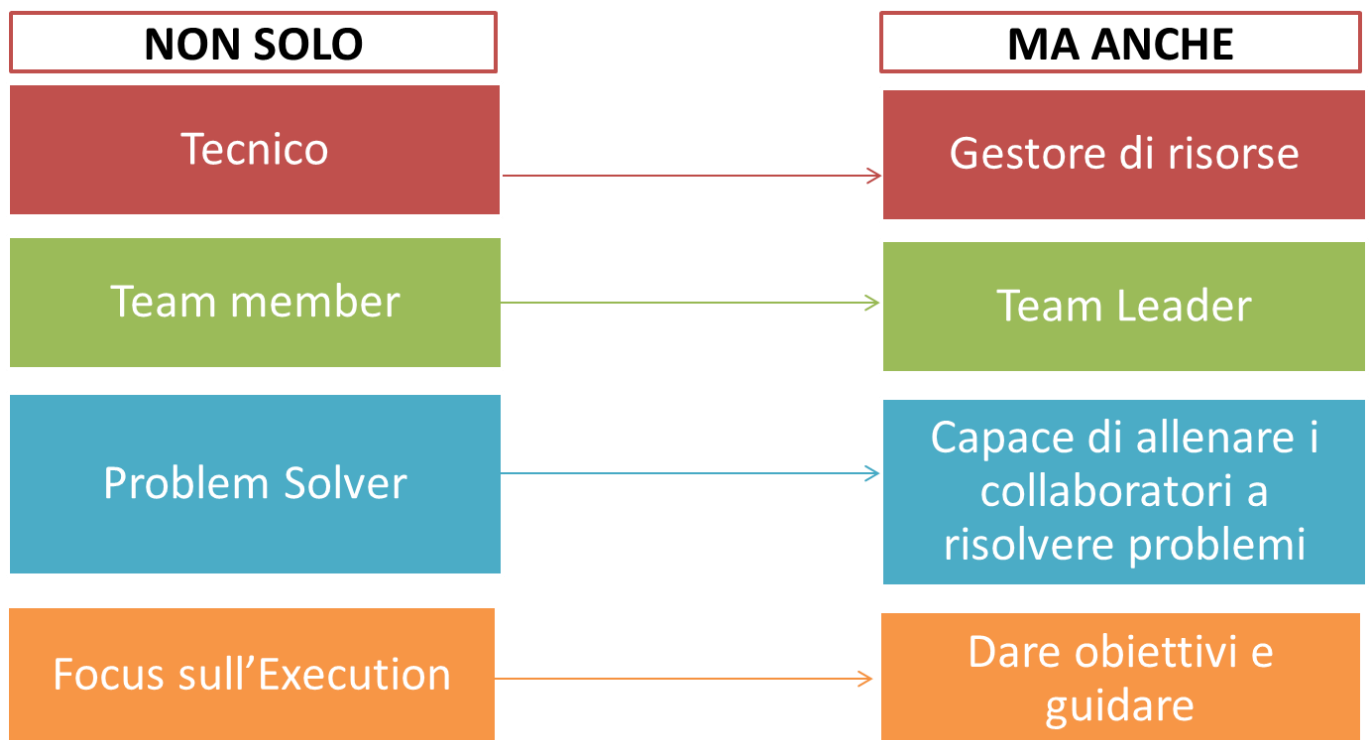 NON SOLO
MA ANCHE
Tecnico
Gestore di risorse
Team member
Team Leader
Problem Solver
Capace di allenare i
collaboratori a
risolvere problemi
Focus sull’Execution
Dare obiettivi e
guidare